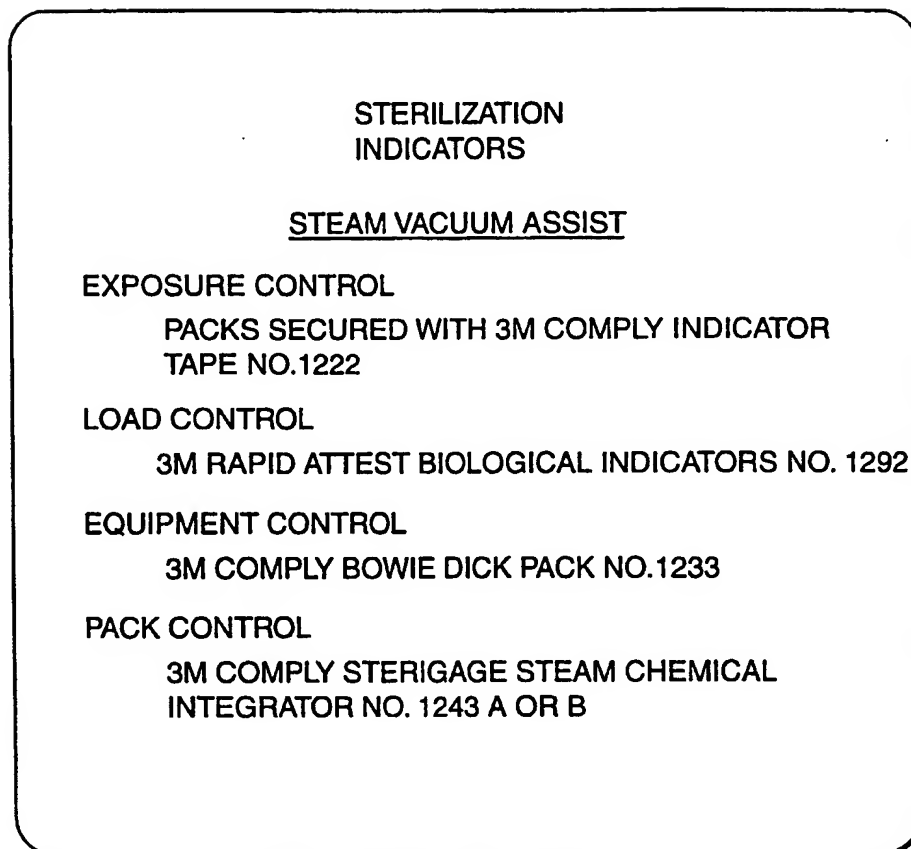 STERILIZATION
INDICATORS
STEAM VACUUM ASSIST
EXPOSURE CONTROL
PACKS SECURED WITH 3M COMPLY INDICATOR
TAPE NO.1222
LOAD CONTROL
3M RAPID ATTEST BIOLOGICAL INDICATORS NO. 1292
EQUIPMENT CONTROL
3M COMPLY BOWIE DICK PACK NO.1233
PACK CONTROL
3M COMPLY STERIGAGE STEAM CHEMICAL
INTEGRATOR NO. 1243 A OR B